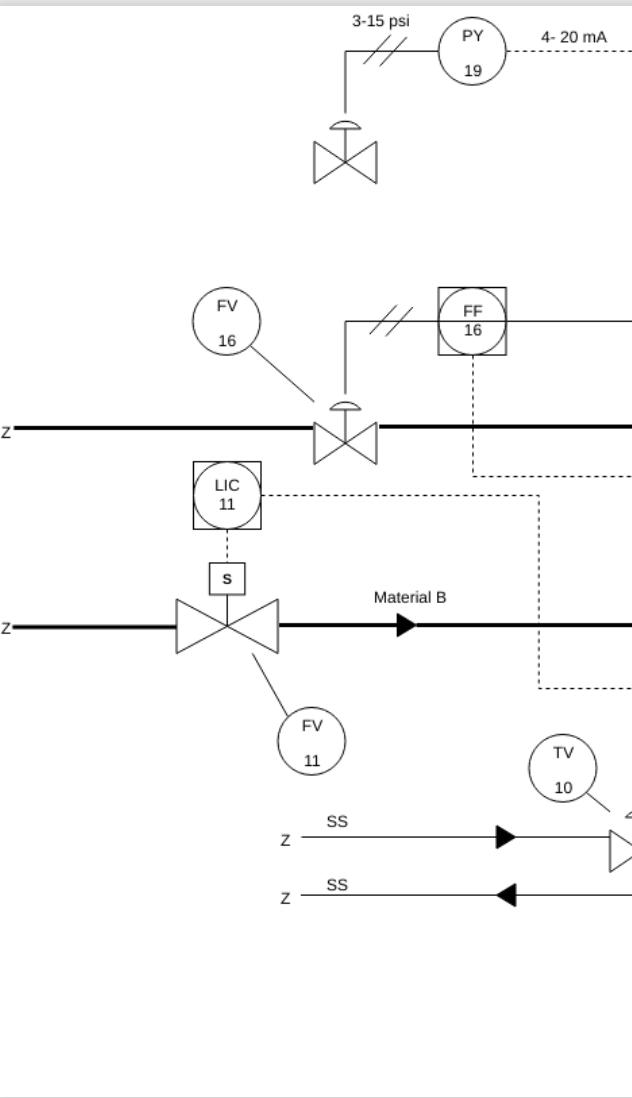 3-15 psi
PY
19
4- 20 mA
FV
16
FF
16
Z
LIC
11
S
Material B
Z
FV
11
TV
10
SS
Z
SS
Z